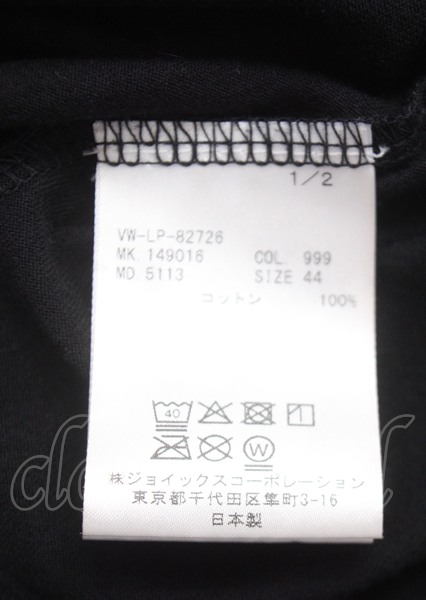 1/2
VW-LP-82726
MK. 149016 COL. 999
MD. 5113 SIZE 44
コットン 100%
40
W
株ジョイックスコーポレーション
東京都千代田区隼町3-16
日本製